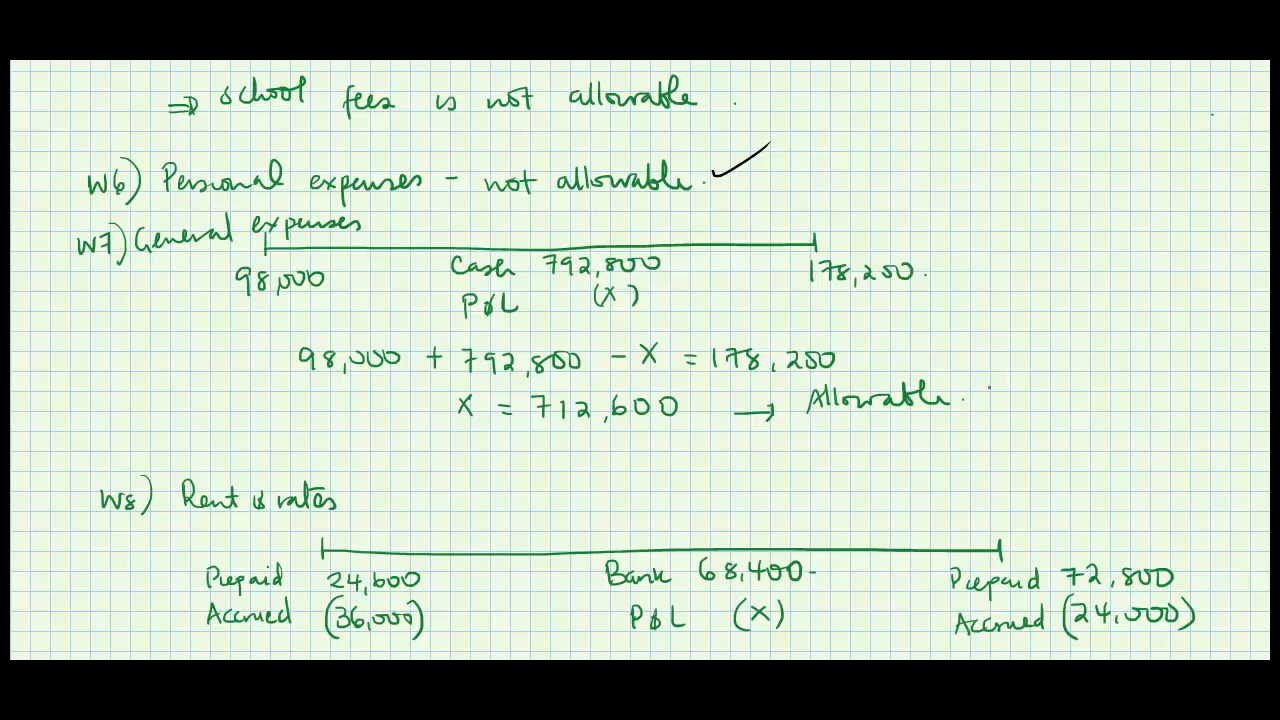 ⇒ school fees is not allowable.
W6) Personal expenses - not allowable. ✓
W7) General expenses
98,000 Cash 792,800 178,200.
P&L (X)
98,000 + 792,800 - X = 178,200
X = 712,600 → Allowable.
W8) Rent & rates
Prepaid 24,600 Bank 68,400- Prepaid 72,800
Accrued (36,000) P&L (X) Accrued (24,000)